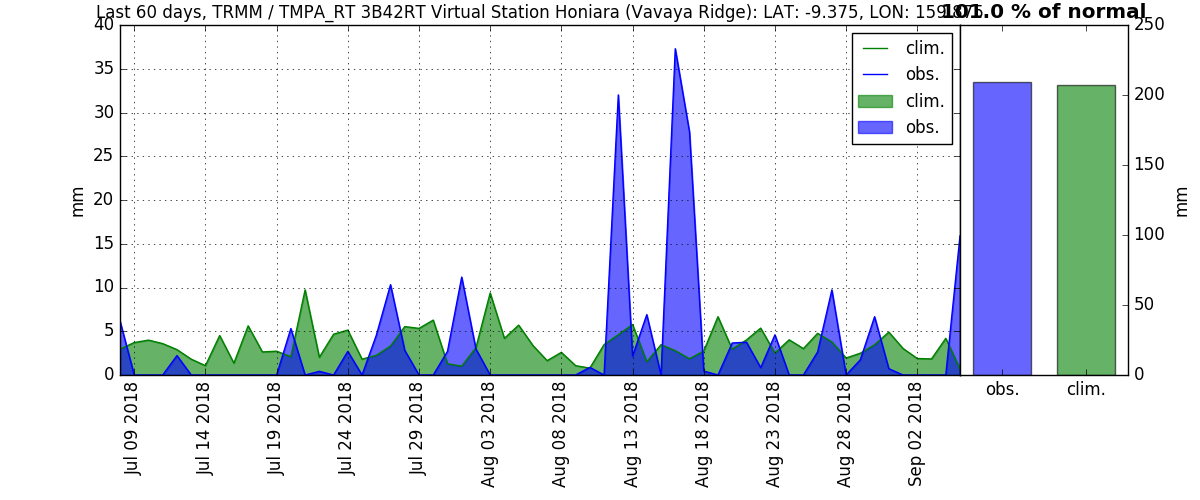 Last 60 days, TRMM / TMPA_RT 3B42RT Virtual Station Honiara (Vavaya Ridge): LAT: -9.375, LON:
101.0 % of normal
40
35
30
25
20
15
10
5
0
mm
clim.
obs.
clim.
obs.
250
200
150
100
50
0
mm
Jul 09 2018
Jul 14 2018
Jul 19 2018
Jul 24 2018
Jul 29 2018
Aug 03 2018
Aug 08 2018
Aug 13 2018
Aug 18 2018
Aug 23 2018
Aug 28 2018
Sep 02 2018
obs.
clim.